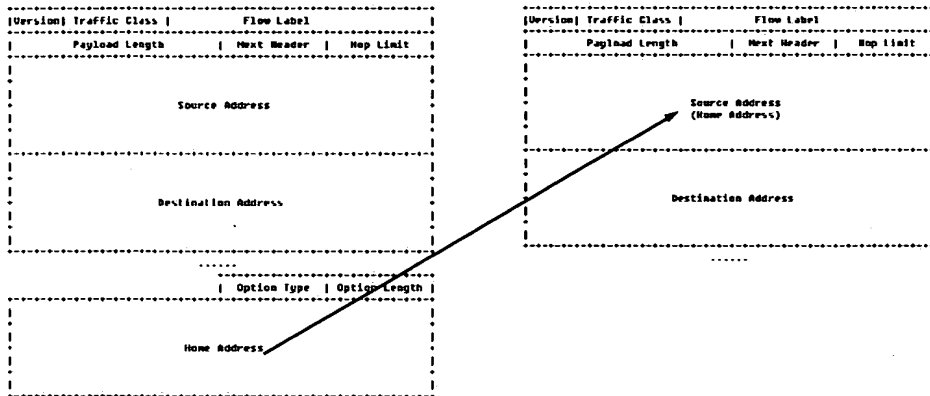 |Version| Traffic Class | Flow Label
| Payload Length | Next Header | Hop Limit |
Source Address
Destination Address
......
| Option Type | Option Length |
Home Address
|Version| Traffic Class | Flow Label
| Payload Length | Next Header | Hop Limit
Source Address
(Home Address)
Destination Address
......